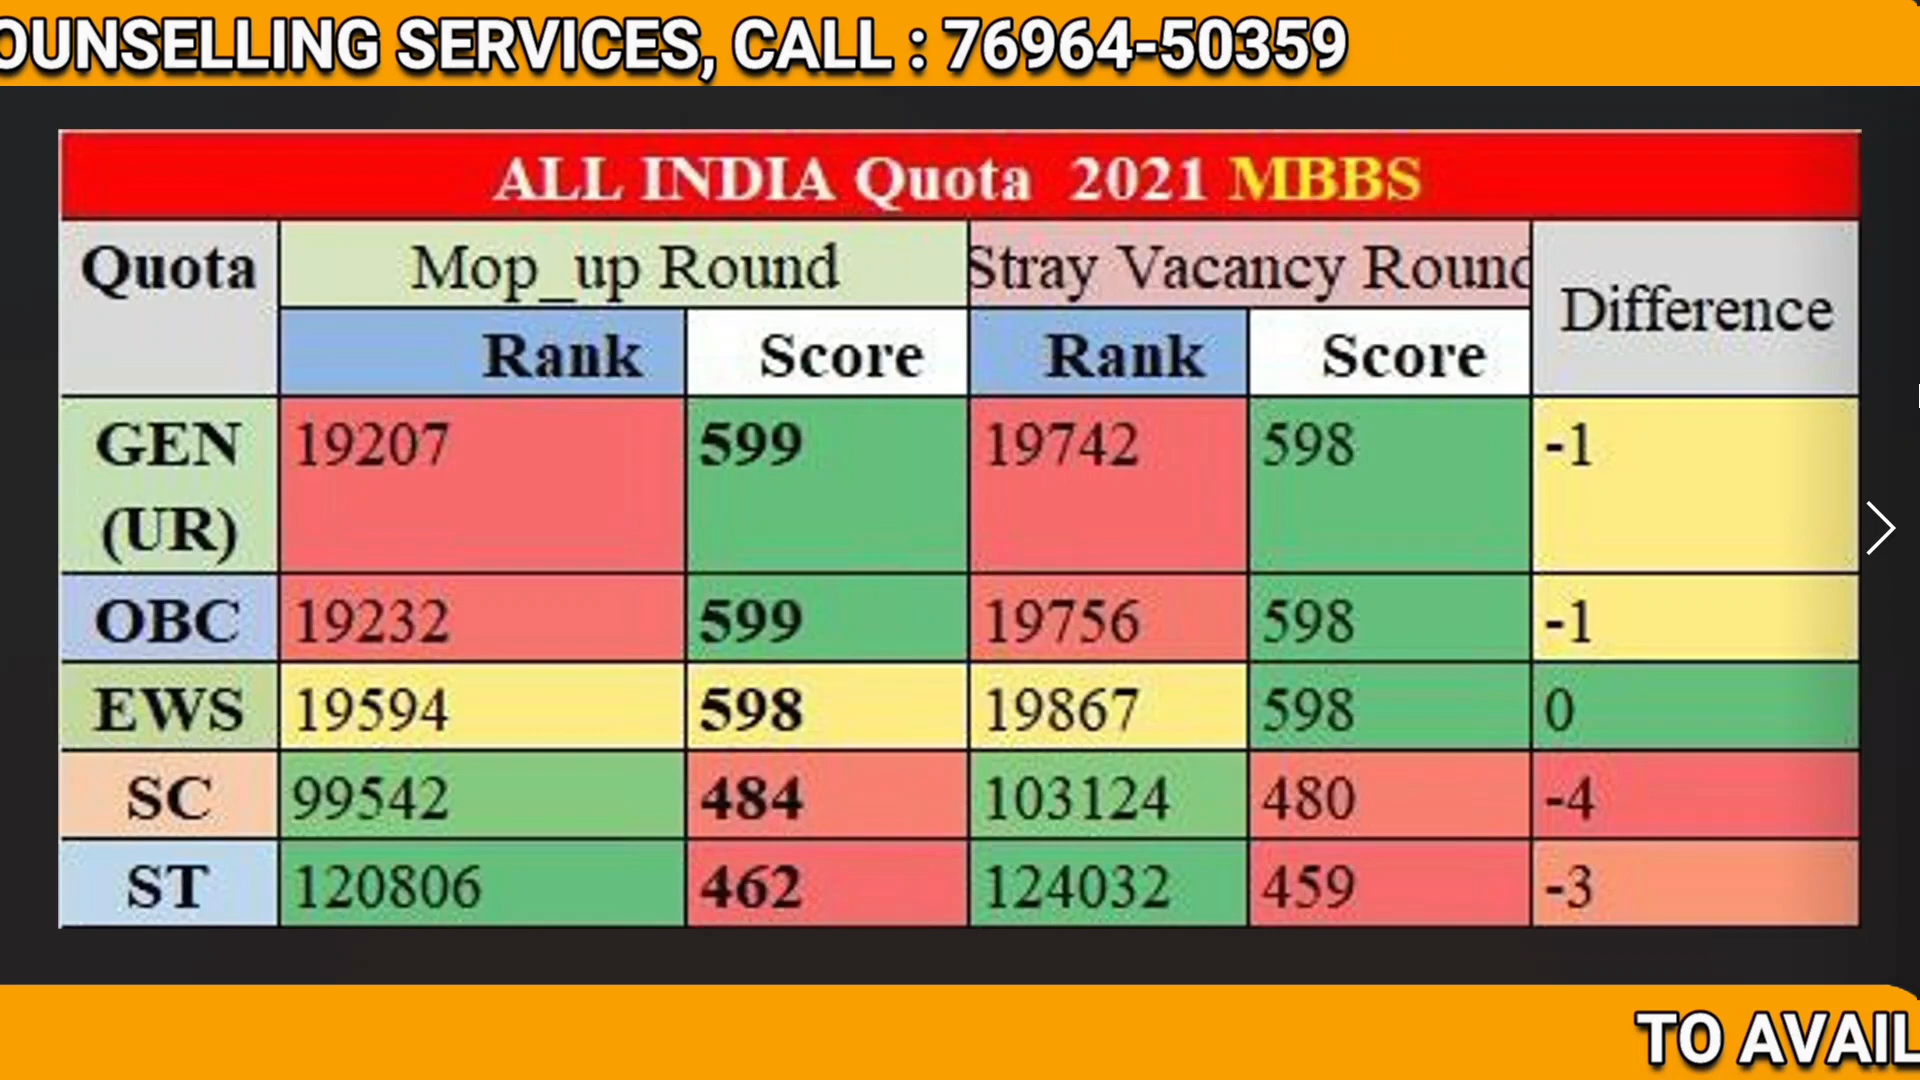 OUNSELLING SERVICES, CALL : 76964-50359
ALL INDIA Quota 2021 MBBS
Quota Mop_up Round Stray Vacancy Round Difference
Rank Score Rank Score
GEN (UR) 19207 599 19742 598 -1
OBC 19232 599 19756 598 -1
EWS 19594 598 19867 598 0
SC 99542 484 103124 480 -4
ST 120806 462 124032 459 -3
TO AVAIL